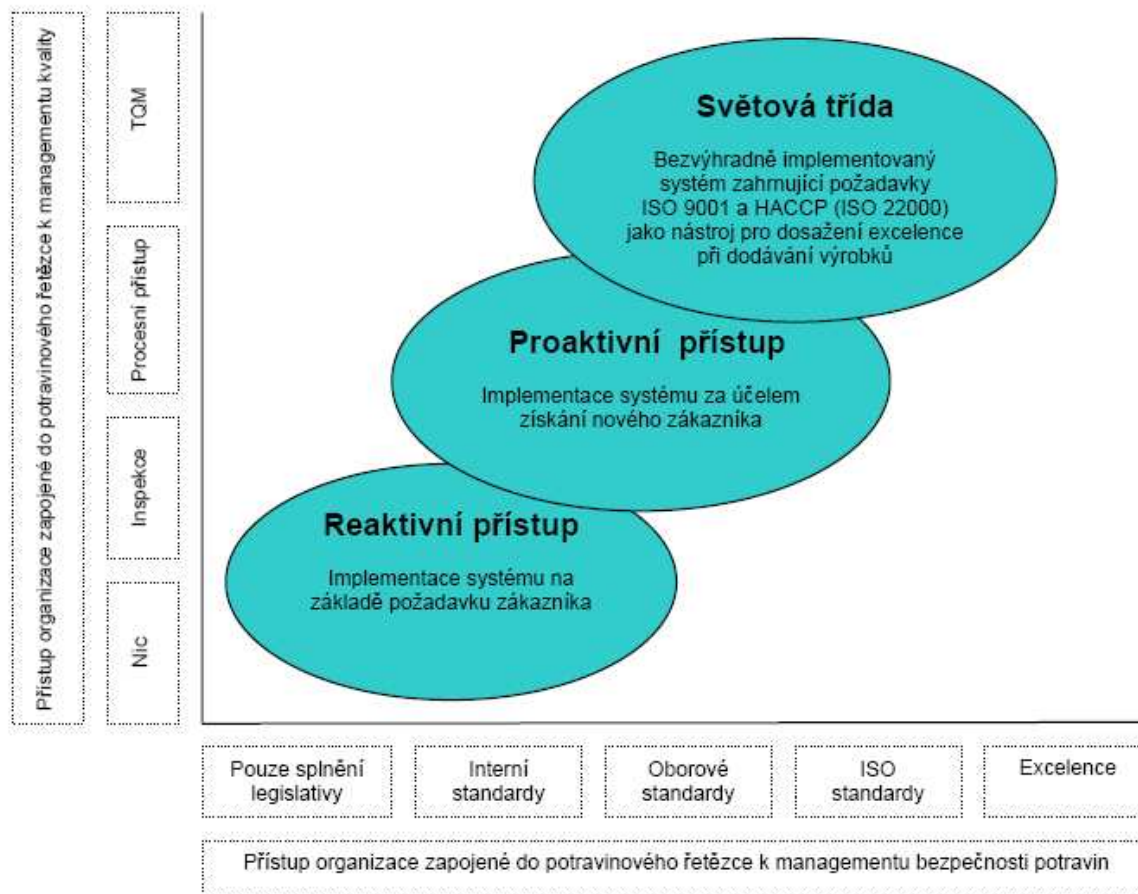 Přístup organizace zapojené do potravinového řetězce k managementu kvality
TQM
Procesní přístup
Inspekce
Nic
Světová třída
Bezvýhradně implementovaný
systém zahrnující požadavky
ISO 9001 a HACCP (ISO 22000)
jako nástroj pro dosažení excelence
při dodávání výrobků
Proaktivní přístup
Implementace systému za účelem
získání nového zákazníka
Reaktivní přístup
Implementace systému na
základě požadavku zákazníka
Pouze splnění
legislativy
Interní
standardy
Oborové
standardy
ISO
standardy
Excelence
Přístup organizace zapojené do potravinového řetězce k managementu bezpečnosti potravin